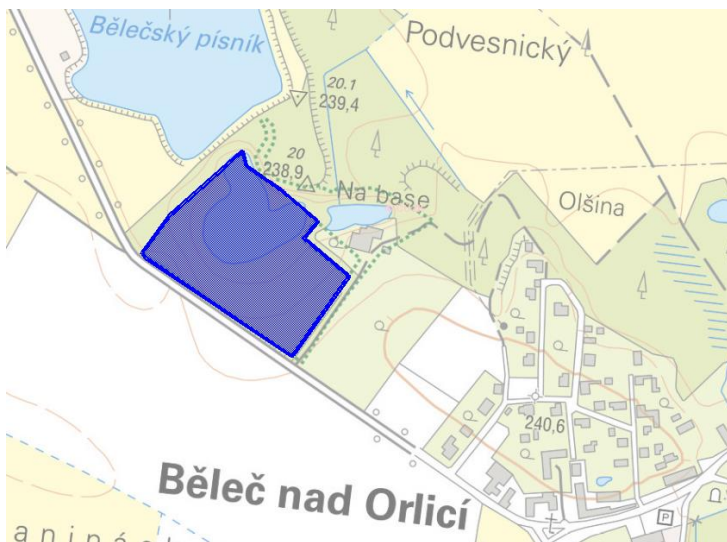 Bělečský písník
Podvesnický
20.1
239,4
20
238,9
Na base
Olšina
240,6
Běleč nad Orlicí
P